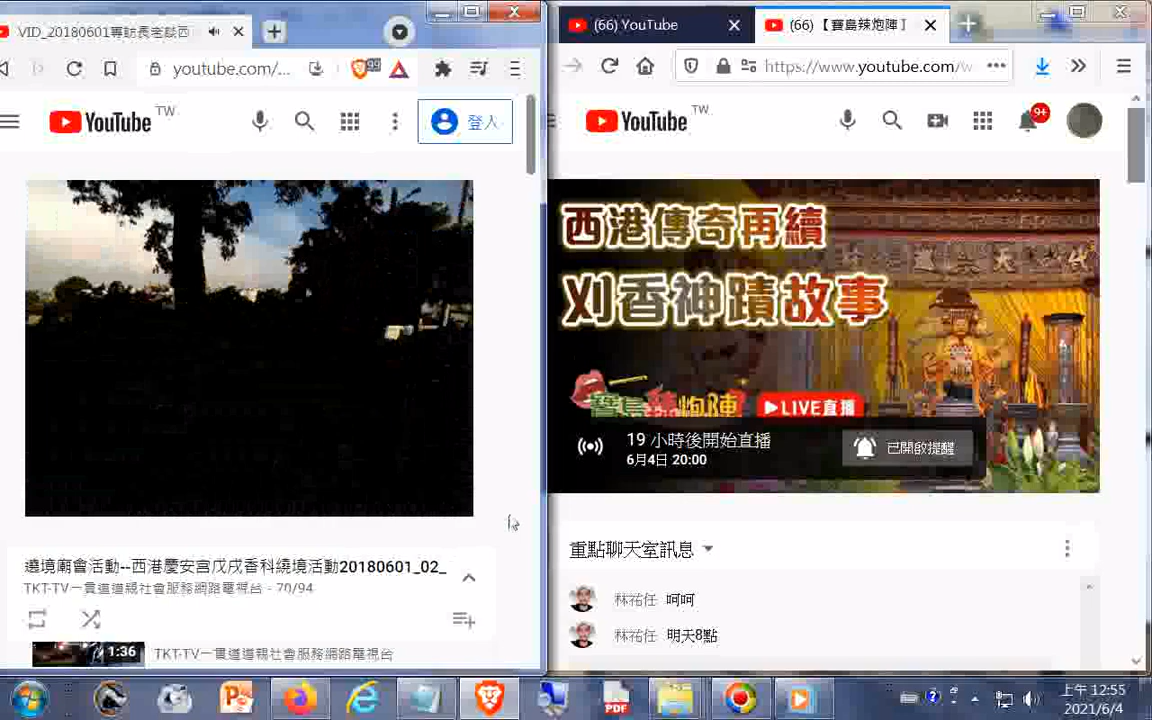 VID_20180601專訪長老談西
youtube.com/...
99
YouTube TW
登入
遶境廟會活動--西港慶安宮戊戌香科繞境活動20180601_02_
TKT-TV一貫道道親社會服務網路電視台 - 70/94
1:36
TKT-TV一貫道道親社會服務網路電視台
(66) YouTube
(66) 【寶島辣炮陣】
https://www.youtube.com/w
YouTube TW
9+
西港傳奇再續
刈香神蹟故事
寶島辣炮陣
LIVE直播
19 小時後開始直播
6月4日 20:00
已開啟提醒
重點聊天室訊息
林祐任 呵呵
林祐任 明天8點
PDF
上午 12:55
2021/6/4